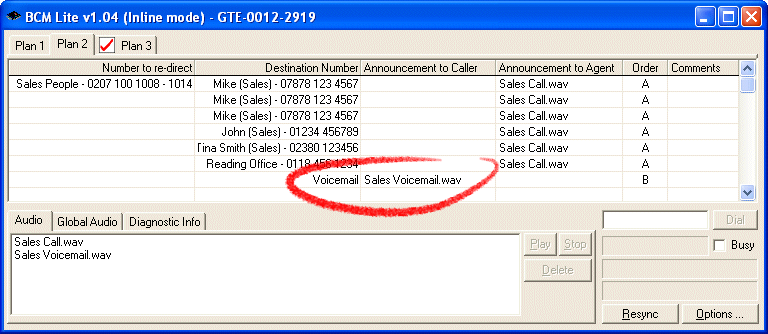 BCM Lite v1.04 (Inline mode) - GTE-0012-2919
Plan 1 Plan 2 Plan 3
Number to re-direct Destination Number Announcement to Caller Announcement to Agent Order Comments
Sales People - 0207 100 1008 - 1014 Mike (Sales) - 07878 123 4567 Sales Call.wav A
Mike (Sales) - 07878 123 4567 Sales Call.wav A
Mike (Sales) - 07878 123 4567 Sales Call.wav A
John (Sales) - 01234 456789 Sales Call.wav A
Tina Smith (Sales) - 02380 123456 Sales Call.wav A
Reading Office - 0118 456 1234 Sales Call.wav A
Voicemail Sales Voicemail.wav B
Audio Global Audio Diagnostic Info
Dial
Sales Call.wav Play Stop Busy
Sales Voicemail.wav
Delete
Resync Options ...